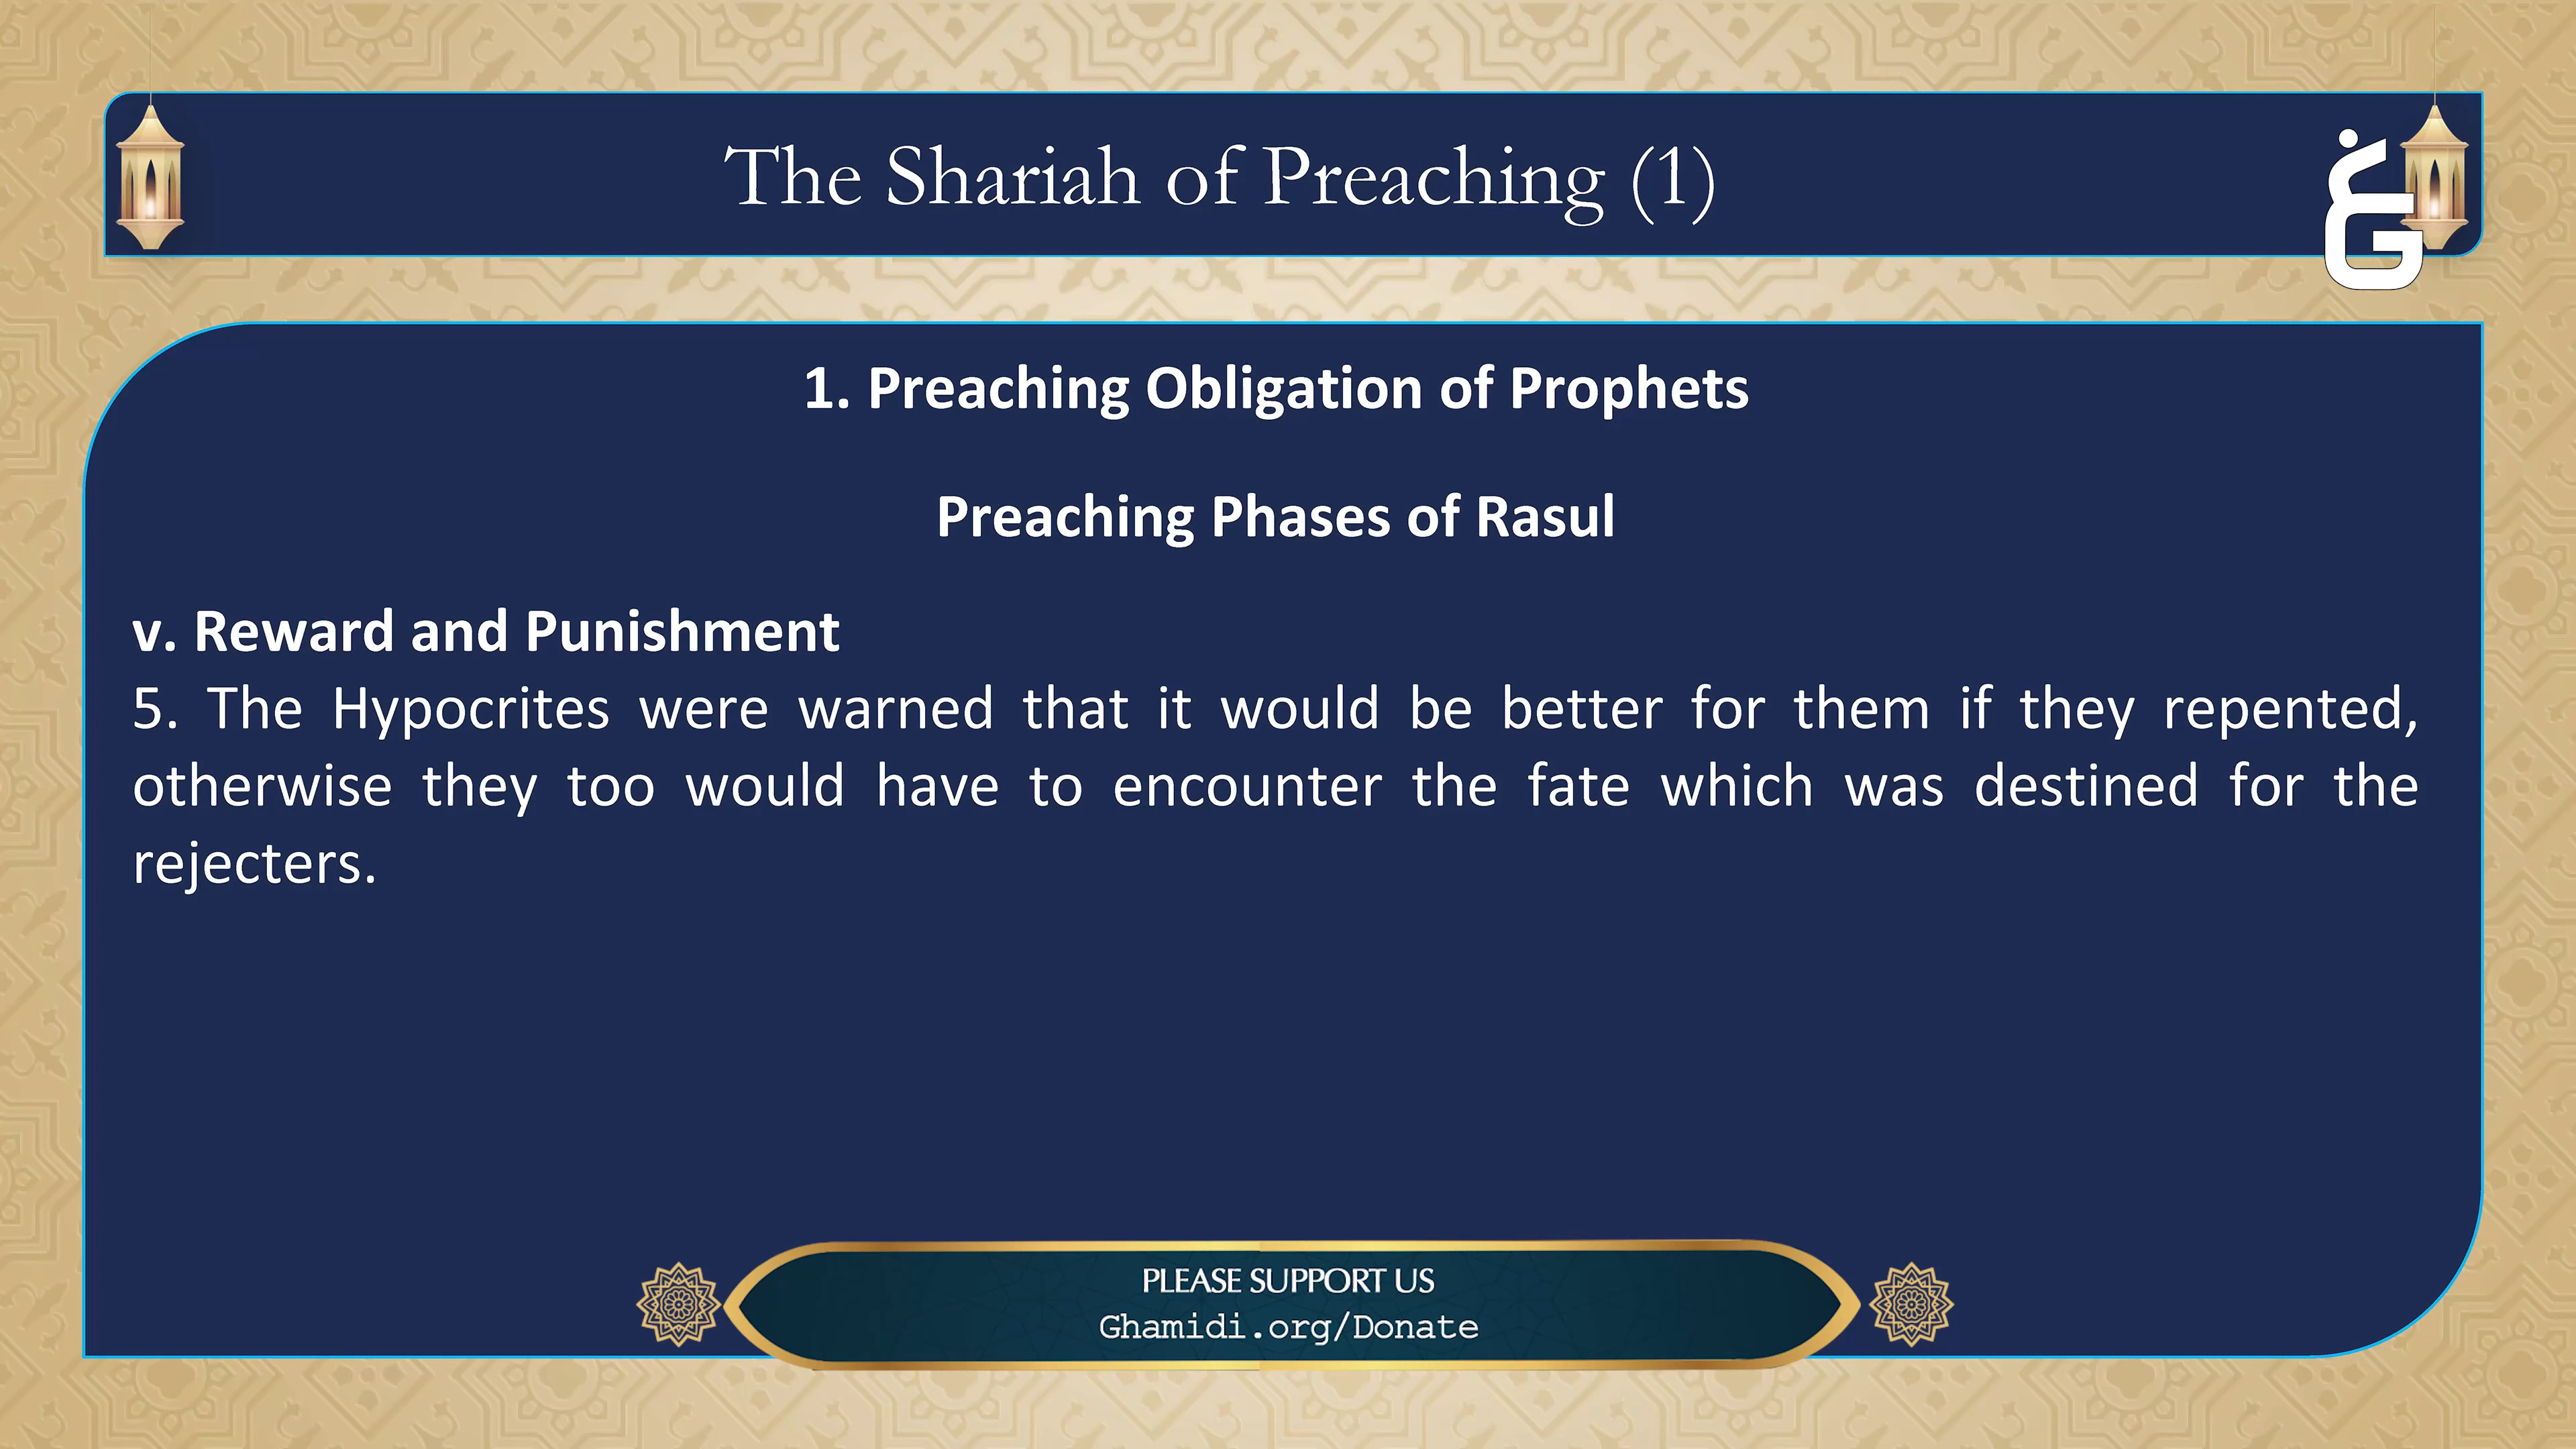 The Shariah of Preaching (1)
غ
G
1. Preaching Obligation of Prophets
Preaching Phases of Rasul
v. Reward and Punishment
5. The Hypocrites were warned that it would be better for them if they repented,
otherwise they too would have to encounter the fate which was destined for the
rejecters.
PLEASE SUPPORT US
Ghamidi.org/Donate